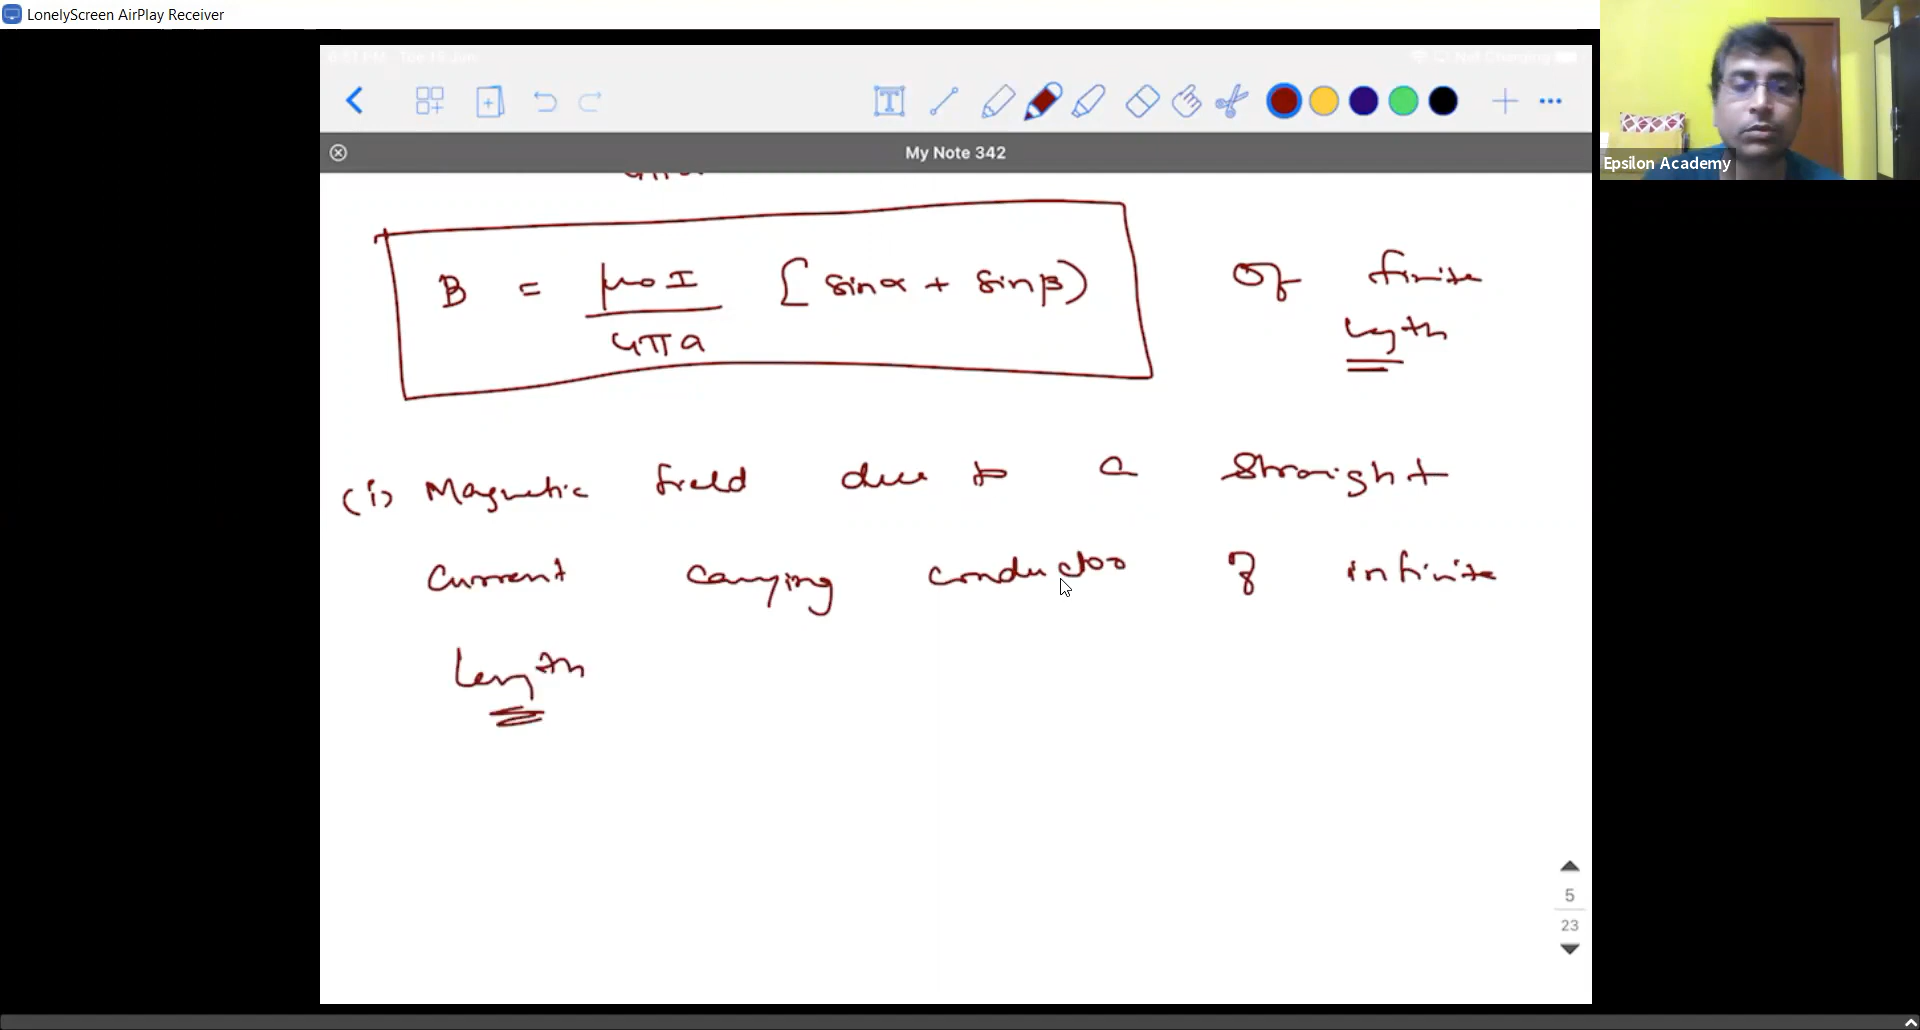 LonelyScreen AirPlay Receiver
My Note 342
Epsilon Academy
B = μ₀I / 4πa [sinα + sinβ)
Of finite
length
(i) Magnetic field due to a straight
current carrying conductor of infinite
length
5
23